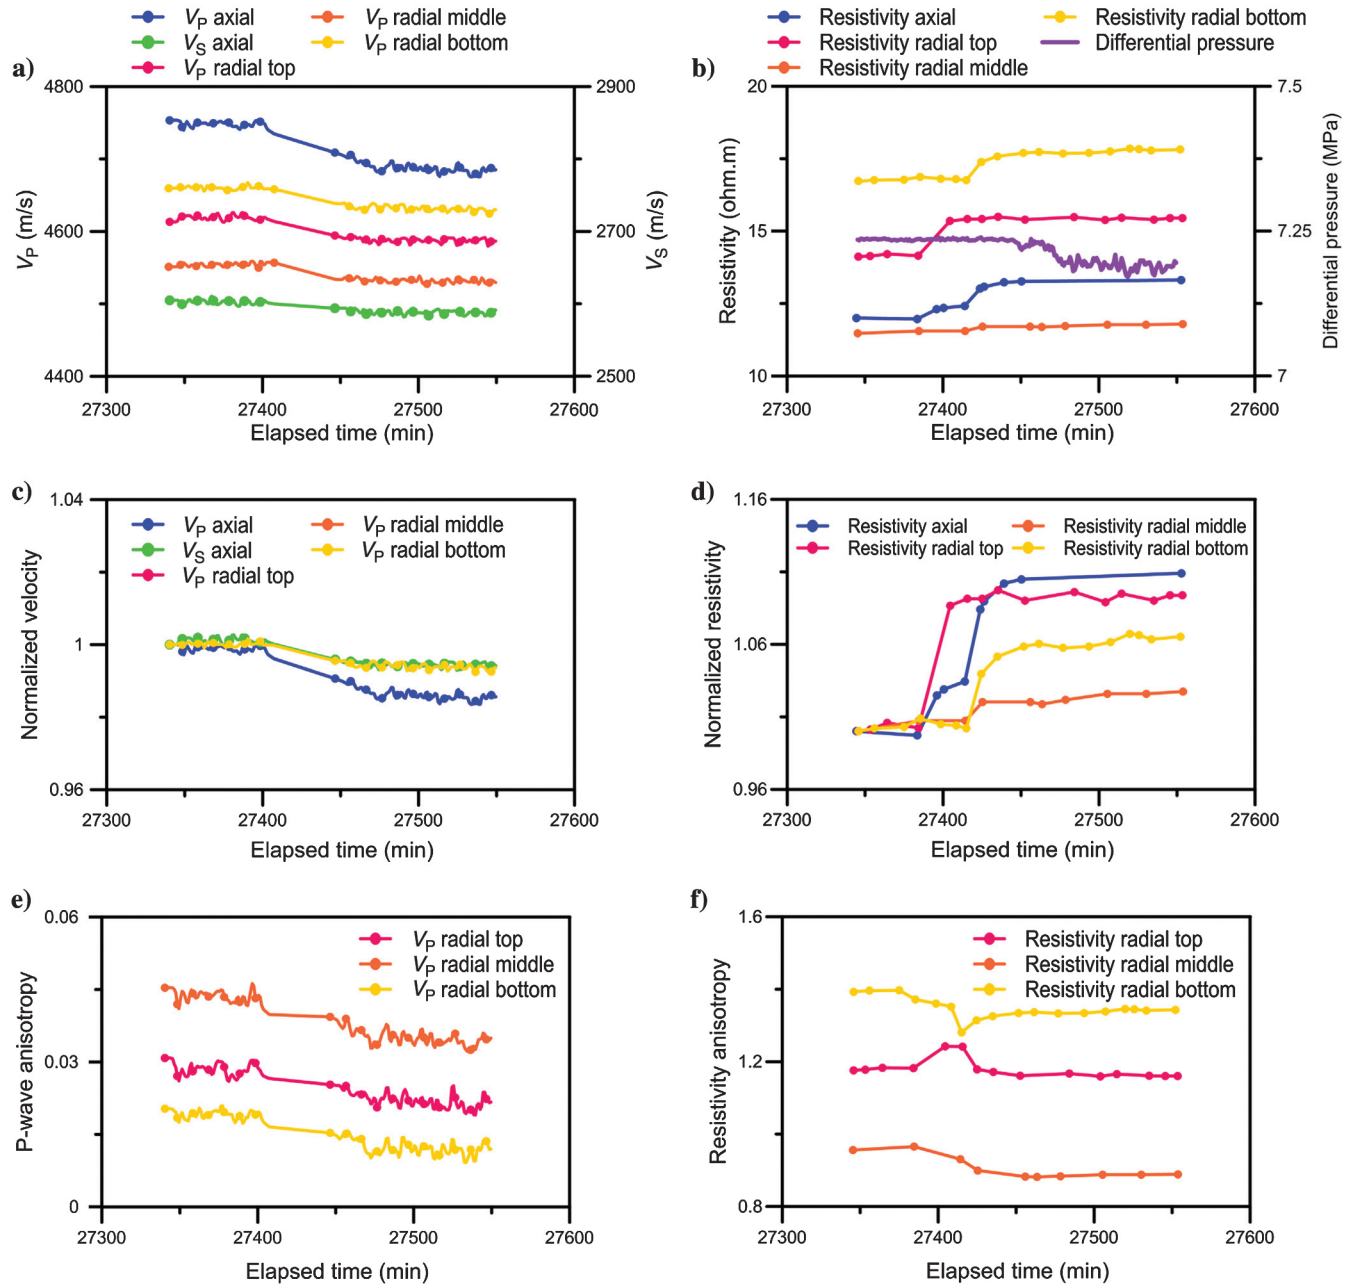 a)
V_P axial
V_S axial
V_P radial top
V_P radial middle
V_P radial bottom
4800
4600
4400
V_P (m/s)
2900
2700
2500
V_S (m/s)
27300
27400
27500
27600
Elapsed time (min)
b)
Resistivity axial
Resistivity radial top
Resistivity radial middle
Resistivity radial bottom
Differential pressure
20
15
10
Resistivity (ohm.m)
7.5
7.25
7
Differential pressure (MPa)
27300
27400
27500
27600
Elapsed time (min)
c)
V_P axial
V_S axial
V_P radial top
V_P radial middle
V_P radial bottom
1.04
1
0.96
Normalized velocity
27300
27400
27500
27600
Elapsed time (min)
d)
Resistivity axial
Resistivity radial top
Resistivity radial middle
Resistivity radial bottom
1.16
1.06
0.96
Normalized resistivity
27300
27400
27500
27600
Elapsed time (min)
e)
V_P radial top
V_P radial middle
V_P radial bottom
0.06
0.03
0
P-wave anisotropy
27300
27400
27500
27600
Elapsed time (min)
f)
Resistivity radial top
Resistivity radial middle
Resistivity radial bottom
1.6
1.2
0.8
Resistivity anisotropy
27300
27400
27500
27600
Elapsed time (min)